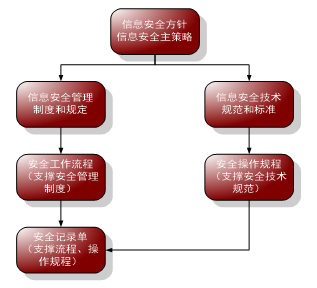 信息安全方针
信息安全主策略
信息安全管理
制度和规定
信息安全技术
规范和标准
安全工作流程
（支撑安全管理
制度）
安全操作规程
（支撑安全技术
规范）
安全记录单
（支撑流程、操
作规程）